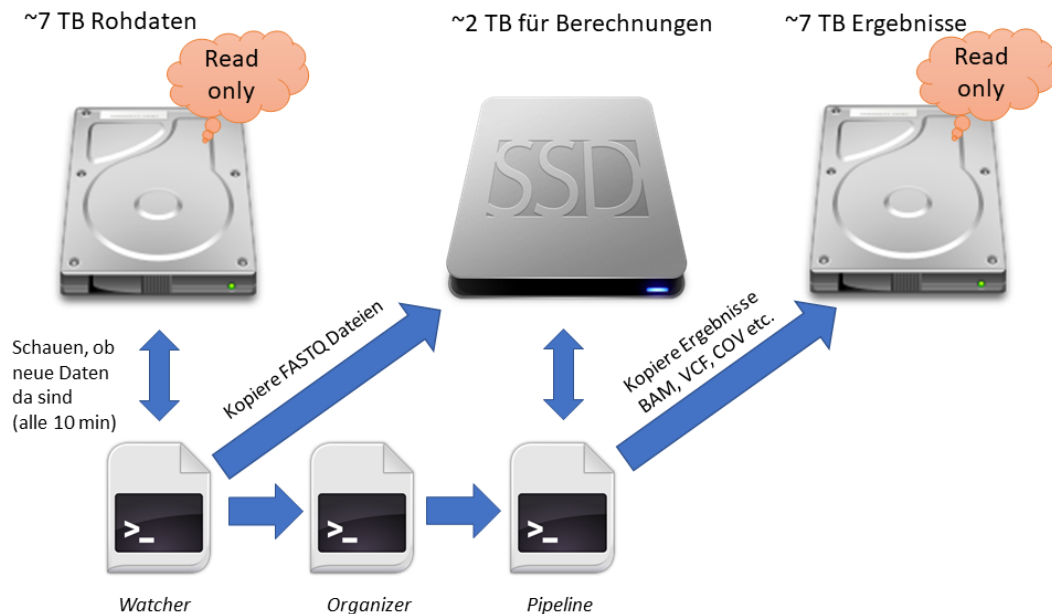 ~7 TB Rohdaten
~2 TB für Berechnungen
~7 TB Ergebnisse
Read
only
Read
only
SSD
Schauen, ob
neue Daten
da sind
(alle 10 min)
Kopiere FASTQ Dateien
Kopiere Ergebnisse
BAM, VCF, COV etc.
>_
>_
>_
Watcher
Organizer
Pipeline